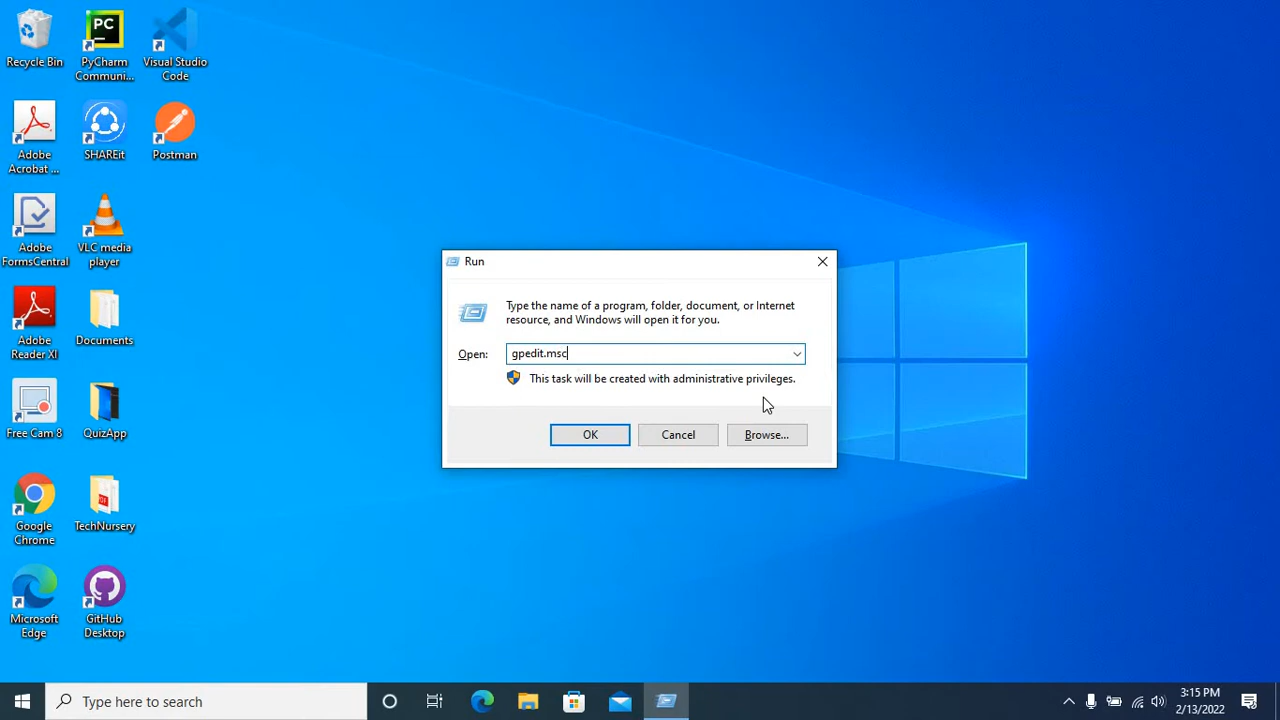 Recycle Bin
PyCharm
Communi...
Visual Studio
Code
PC
Adobe
Acrobat ...
SHAREit
Postman
Adobe
FormsCentral
VLC media
player
Adobe
Reader XI
Documents
Free Cam 8
QuizApp
Google
Chrome
TechNursery
Microsoft
Edge
GitHub
Desktop
Run
Type the name of a program, folder, document, or Internet
resource, and Windows will open it for you.
Open:
gpedit.msc
This task will be created with administrative privileges.
OK
Cancel
Browse...
Type here to search
3:15 PM
2/13/2022